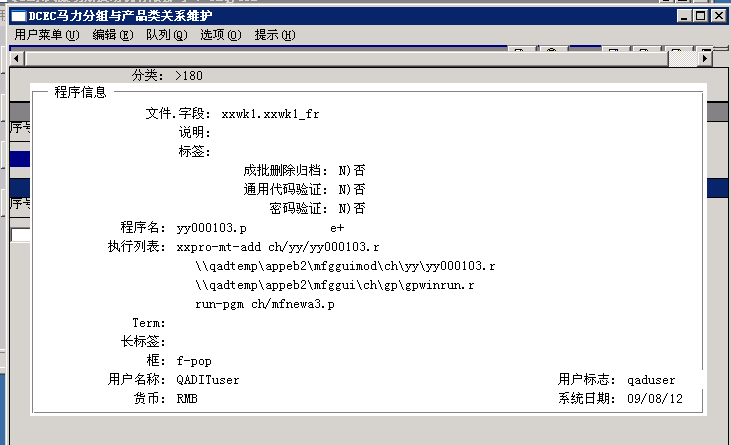 DCEC马力分组与产品类关系维护
用户菜单(U) 编辑(E) 队列(Q) 选项(O) 提示(H)
分类: >180
程序信息
序号
文件.字段: xxwk1.xxwk1_fr
说明:
标签:
成批删除归档: N)否
通用代码验证: N)否
密码验证: N)否
序号
程序名: yy000103.p e+
执行列表: xxpro-mt-add ch/yy/yy000103.r
\\qadtemp\appeb2\mfgguimod\ch\yy\yy000103.r
\\qadtemp\appeb2\mfggui\ch\gp\gpwinrun.r
run-pgm ch/mfnewa3.p
Term:
长标签:
框: f-pop
用户名称: QADITuser 用户标志: qaduser
货币: RMB 系统日期: 09/08/12